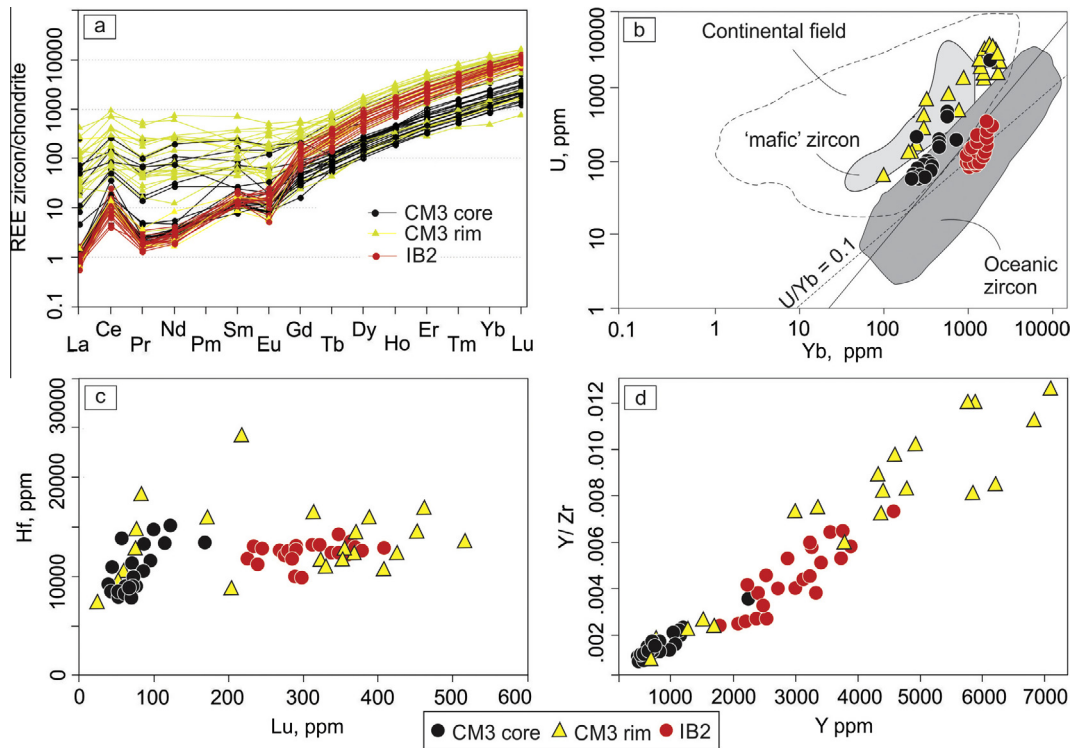 a
REE zircon/chondrite
10000
1000
100
10
1
0.1
CM3 core
CM3 rim
IB2
La Ce Pr Nd Pm Sm Eu Gd Tb Dy Ho Er Tm Yb Lu
b
U, ppm
10000
1000
100
10
1
Continental field
'mafic' zircon
U/Yb = 0.1
Oceanic
zircon
0.1 1 10 100 1000 10000
Yb, ppm
c
Hf, ppm
30000
20000
10000
0
0 100 200 300 400 500 600
Lu, ppm
d
Y/ Zr
0.012
.010
.008
.006
.004
.002
1000 2000 3000 4000 5000 6000 7000
Y ppm
CM3 core CM3 rim IB2